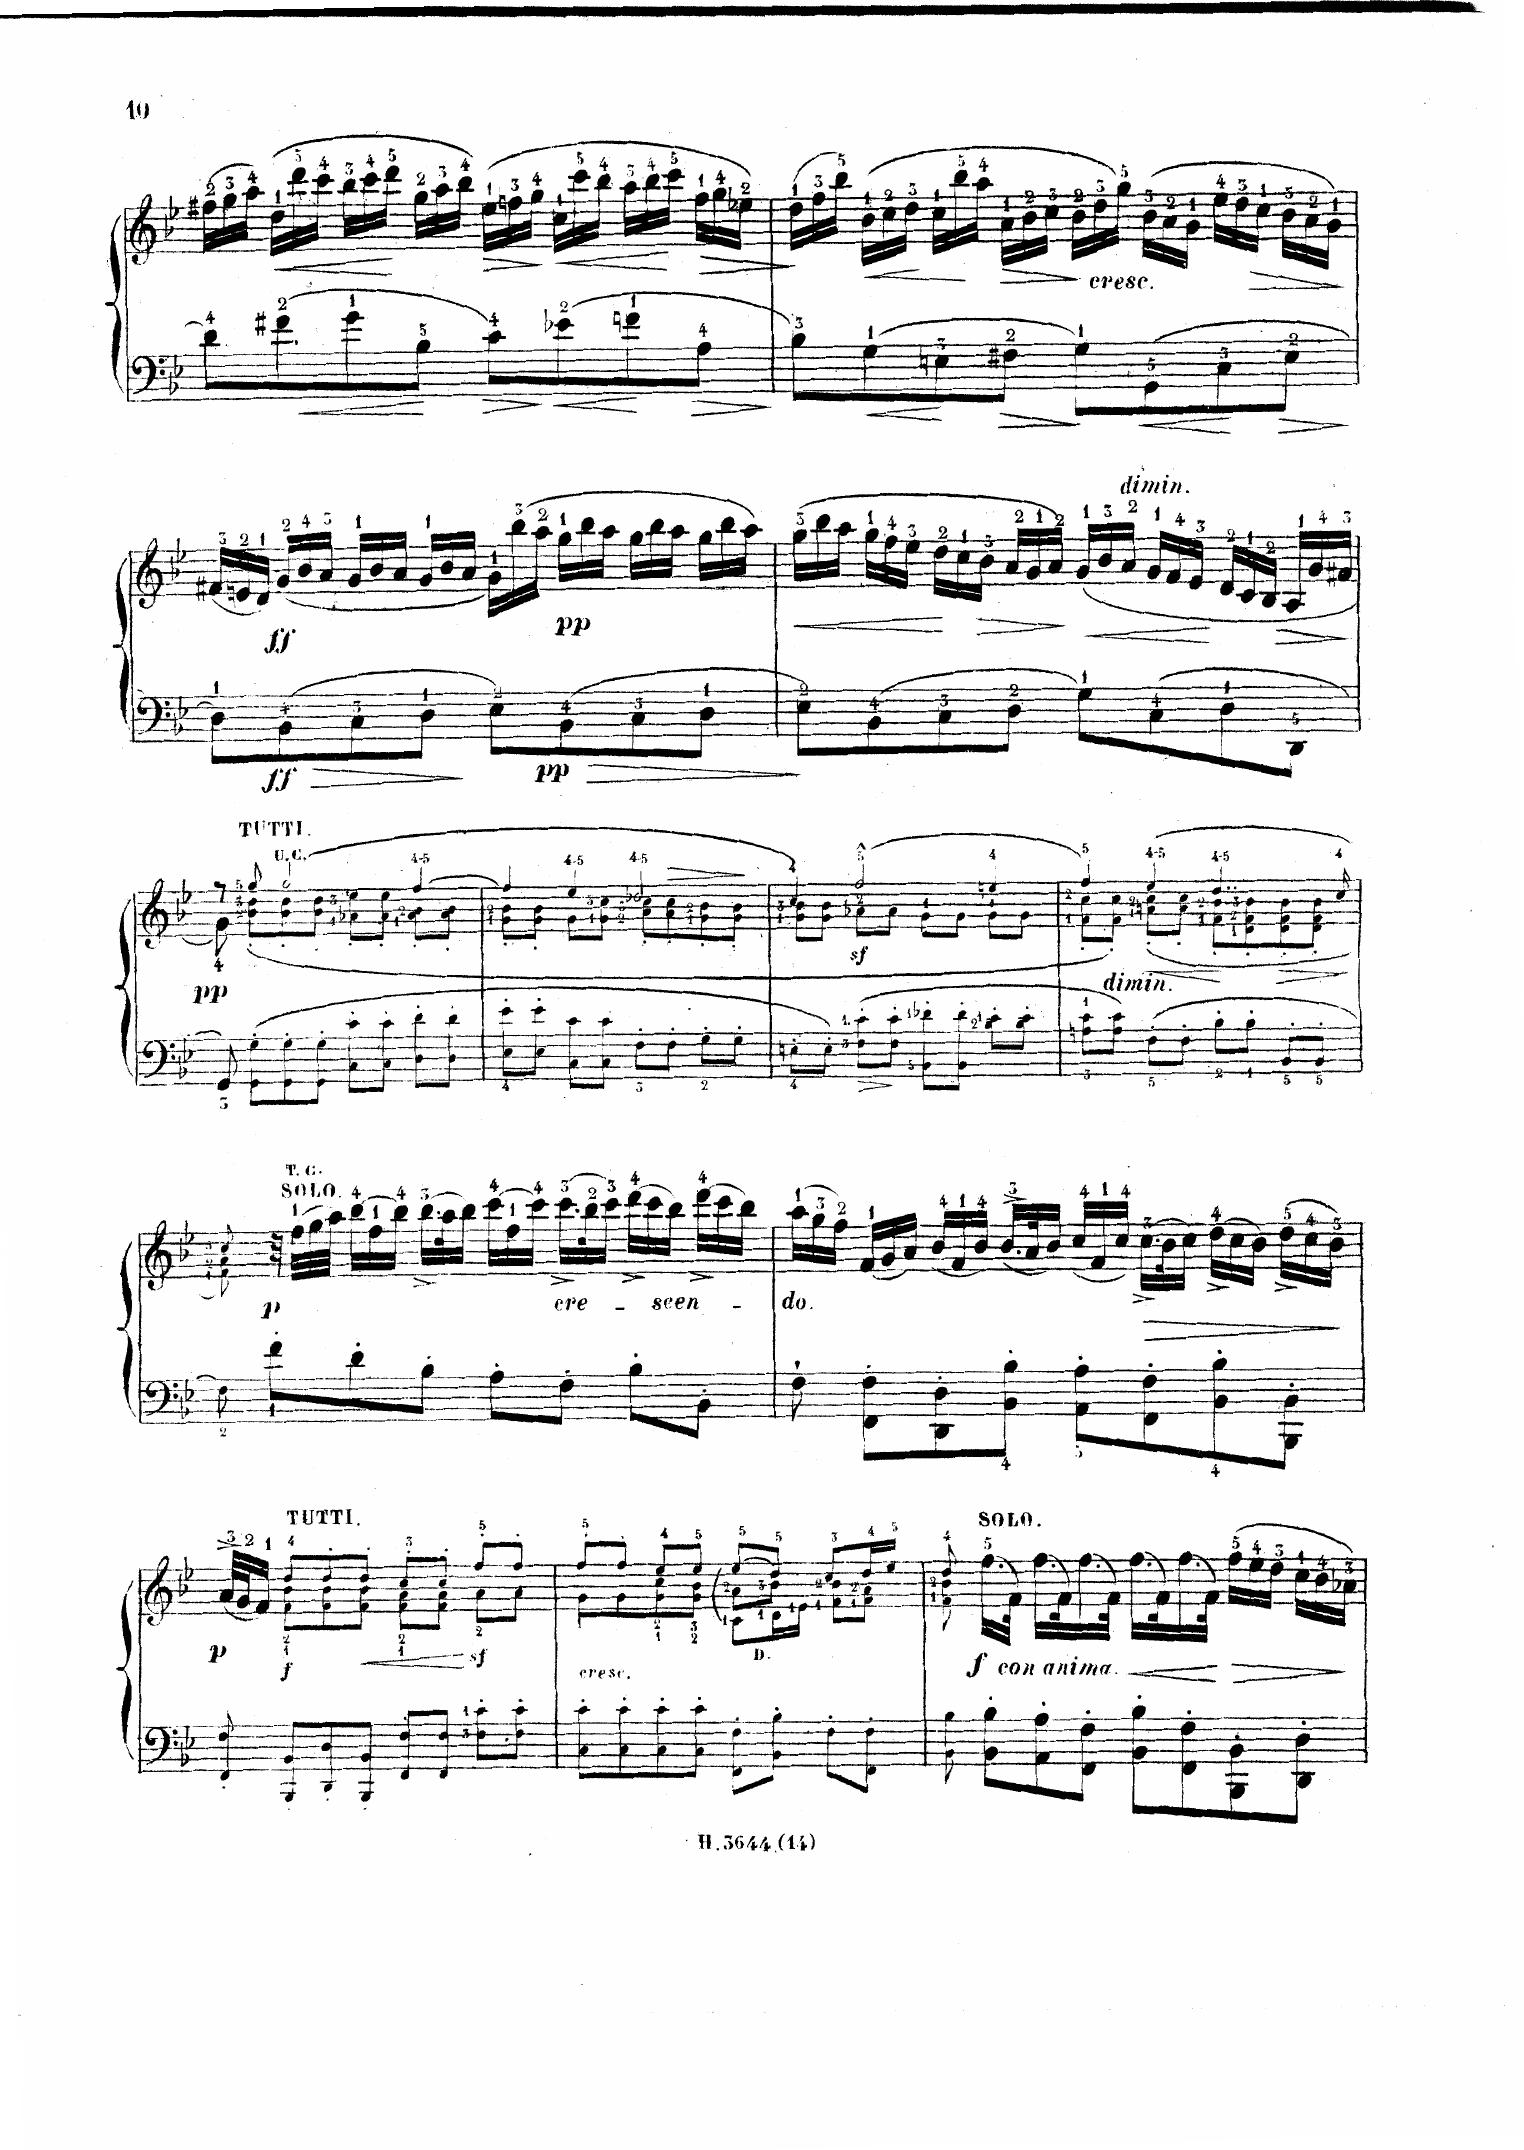 10
cresc.
dimin.
ff
pp
ff
pp
TUTTI.
U.C.
pp
sf
dimin.
T. C.
SOLO.
p
cre - scen - do.
TUTTI.
SOLO.
p
f
sf
cresc.
D.
f con anima.
H. 3644.(14)